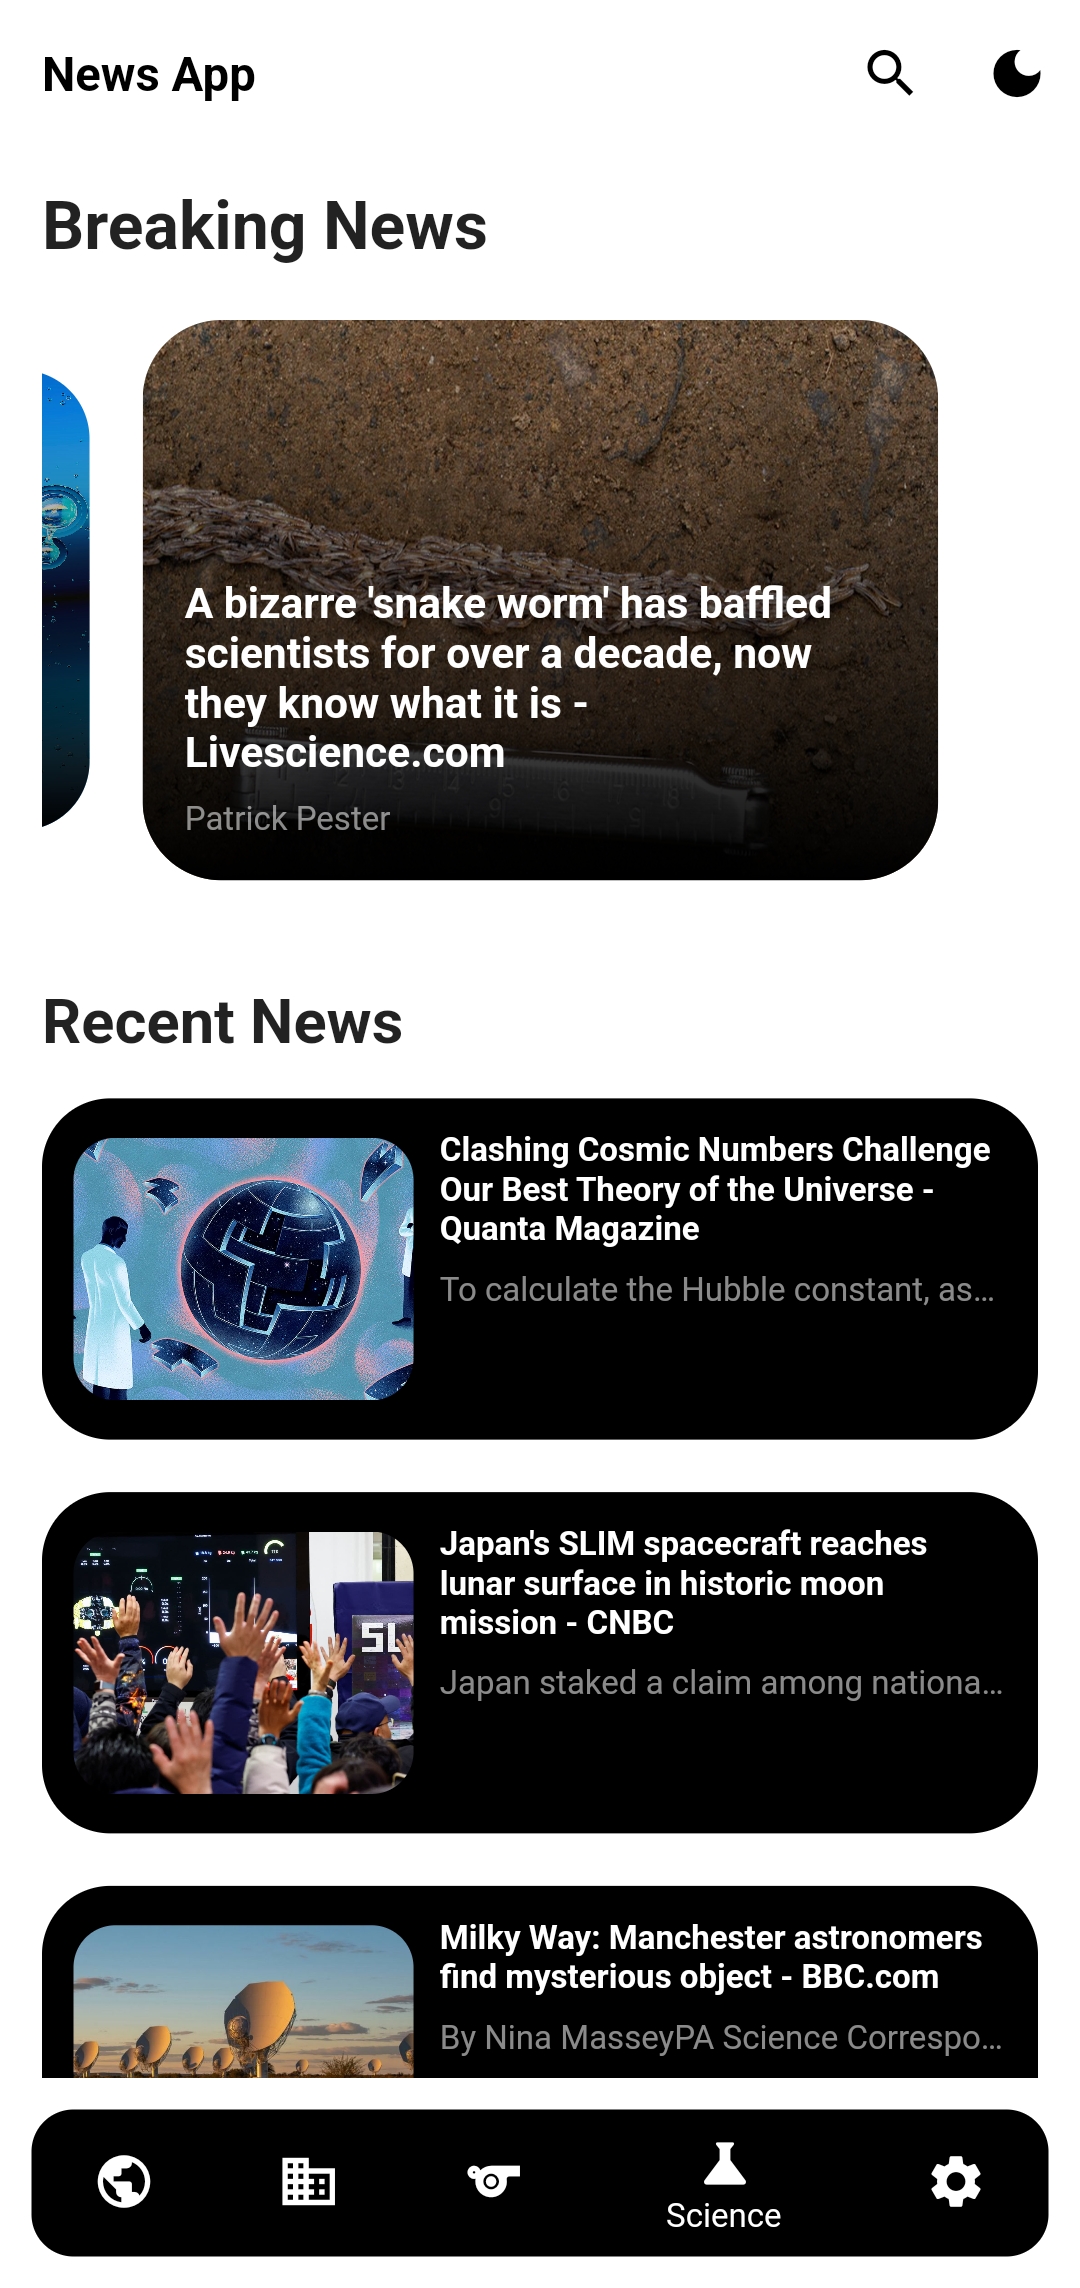 News App
Breaking News
A bizarre 'snake worm' has baffled
scientists for over a decade, now
they know what it is -
Livescience.com
Patrick Pester
Recent News
Clashing Cosmic Numbers Challenge
Our Best Theory of the Universe -
Quanta Magazine
To calculate the Hubble constant, as...
Japan's SLIM spacecraft reaches
lunar surface in historic moon
mission - CNBC
Japan staked a claim among nationa...
SL
Milky Way: Manchester astronomers
find mysterious object - BBC.com
By Nina MasseyPA Science Correspo...
Science